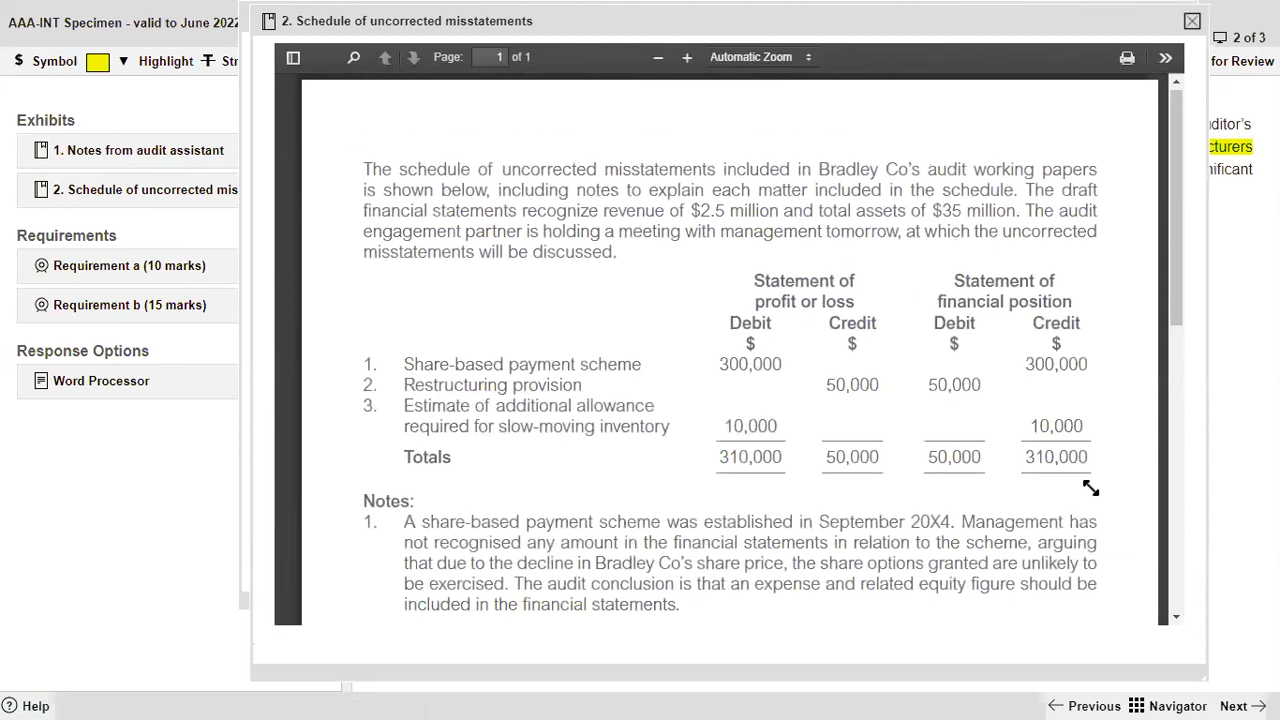 AAA-INT Specimen - valid to June 2022
2 of 3
$ Symbol Highlight T Str
for Review
2. Schedule of uncorrected misstatements
Page: 1 of 1
Automatic Zoom
Exhibits
1. Notes from audit assistant
2. Schedule of uncorrected mis
Requirements
Requirement a (10 marks)
Requirement b (15 marks)
Response Options
Word Processor
The schedule of uncorrected misstatements included in Bradley Co's audit working papers
is shown below, including notes to explain each matter included in the schedule. The draft
financial statements recognize revenue of $2.5 million and total assets of $35 million. The audit
engagement partner is holding a meeting with management tomorrow, at which the uncorrected
misstatements will be discussed.
Statement of Statement of
profit or loss financial position
Debit Credit Debit Credit
$ $ $ $
1. Share-based payment scheme 300,000 300,000
2. Restructuring provision 50,000 50,000
3. Estimate of additional allowance
required for slow-moving inventory 10,000 10,000
Totals 310,000 50,000 50,000 310,000
Notes:
1. A share-based payment scheme was established in September 20X4. Management has
not recognised any amount in the financial statements in relation to the scheme, arguing
that due to the decline in Bradley Co's share price, the share options granted are unlikely to
be exercised. The audit conclusion is that an expense and related equity figure should be
included in the financial statements.
uditor's
cturers
nificant
Help
Previous Navigator Next